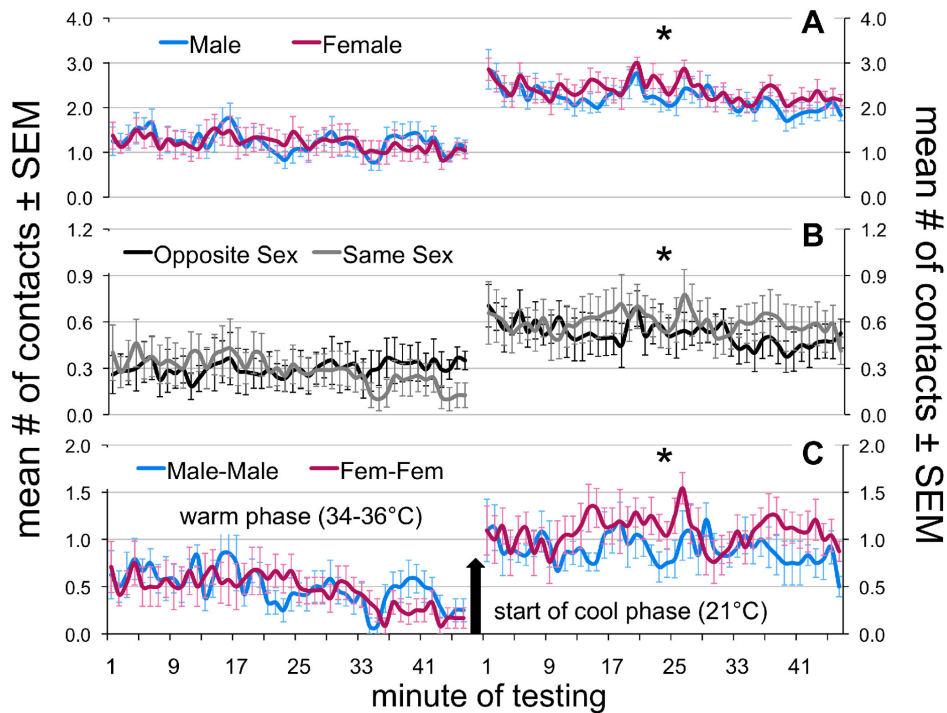 mean # of contacts ± SEM
4.0
3.0
2.0
1.0
0.0
Male
Female
*
A
4.0
3.0
2.0
1.0
0.0
mean # of contacts ± SEM
1.2
0.9
0.6
0.3
0.0
Opposite Sex
Same Sex
*
B
1.2
0.9
0.6
0.3
0.0
2.0
1.5
1.0
0.5
0.0
Male-Male
Fem-Fem
*
C
warm phase (34-36°C)
start of cool phase (21°C)
2.0
1.5
1.0
0.5
0.0
1 9 17 25 33 41 1 9 17 25 33 41
minute of testing